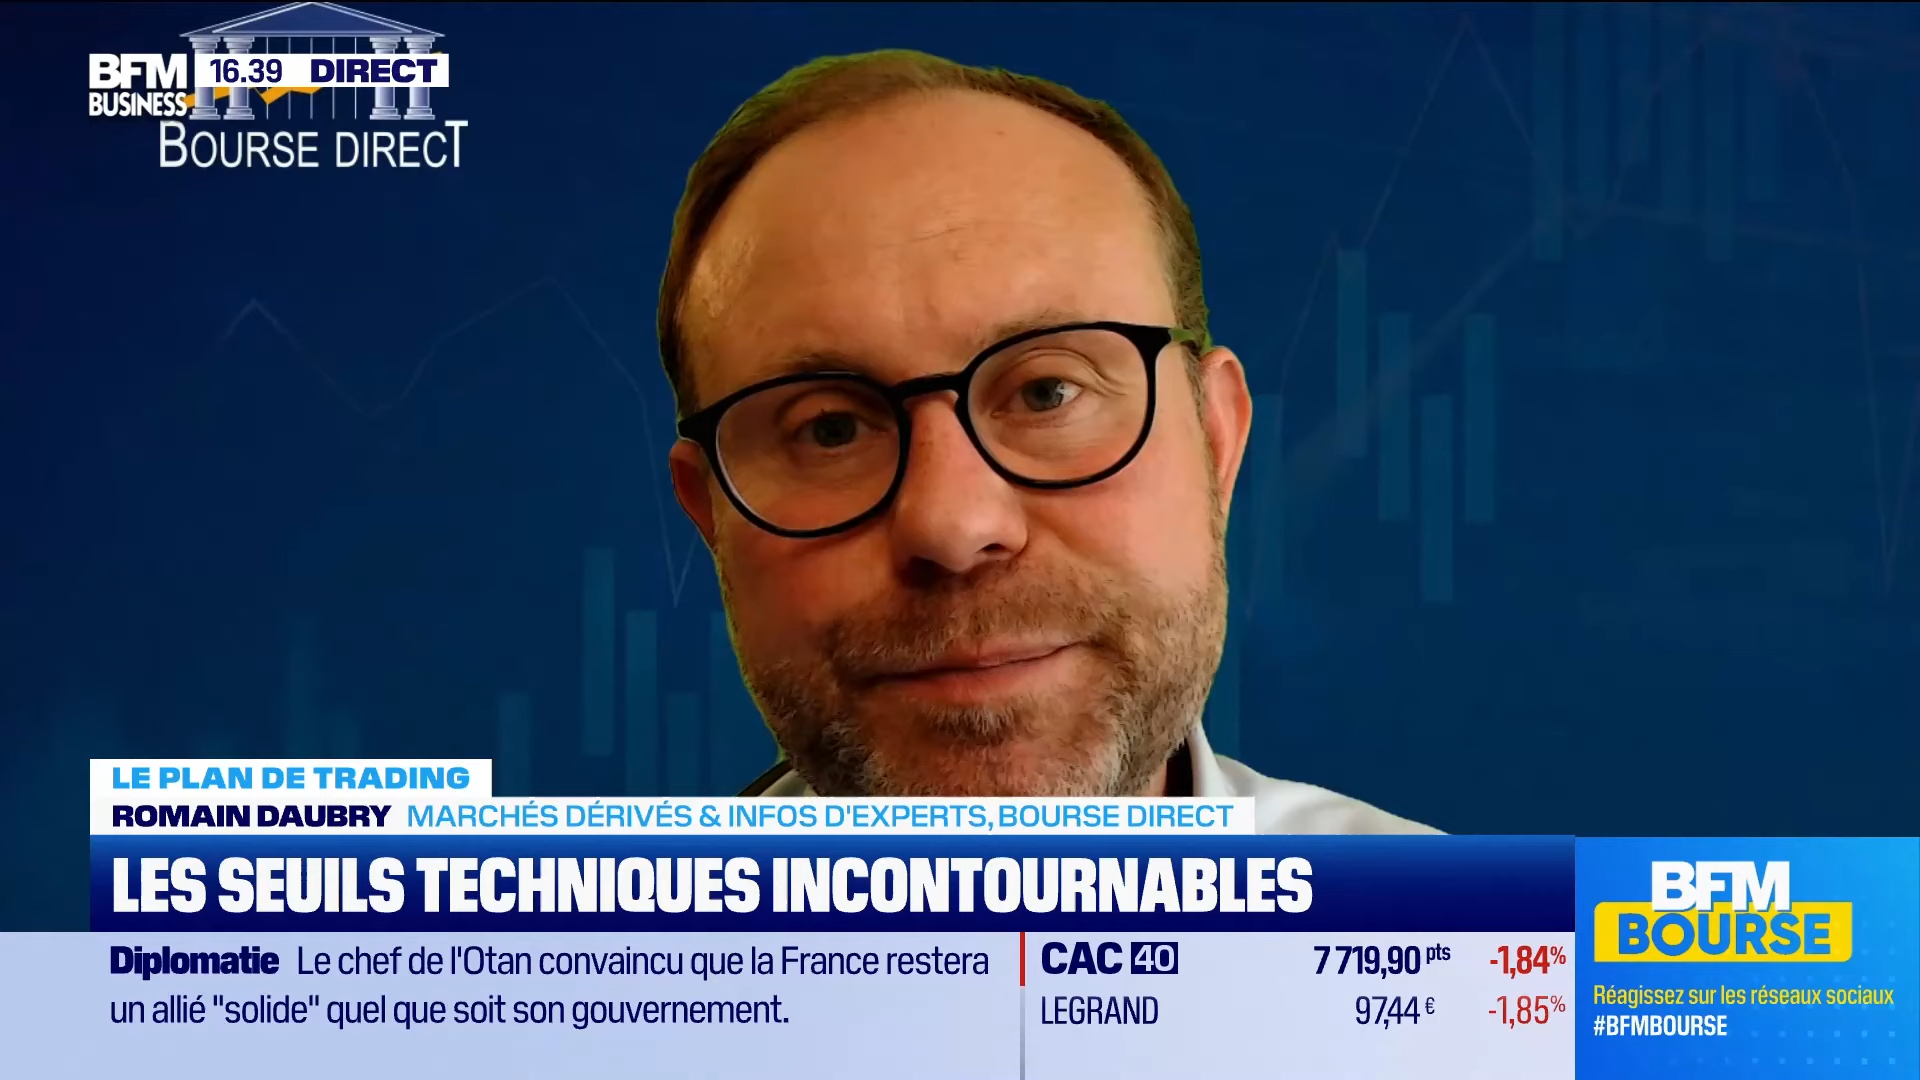 BFM
BUSINESS
16.39 DIRECT
BOURSE DIRECT
LE PLAN DE TRADING
ROMAIN DAUBRY MARCHÉS DÉRIVÉS & INFOS D'EXPERTS, BOURSE DIRECT
LES SEUILS TECHNIQUES INCONTOURNABLES
Diplomatie Le chef de l'Otan convaincu que la France restera
un allié "solide" quel que soit son gouvernement.
CAC 40 7 719,90 pts -1,84%
LEGRAND 97,44 € -1,85%
BFM
BOURSE
Réagissez sur les réseaux sociaux
#BFMBOURSE